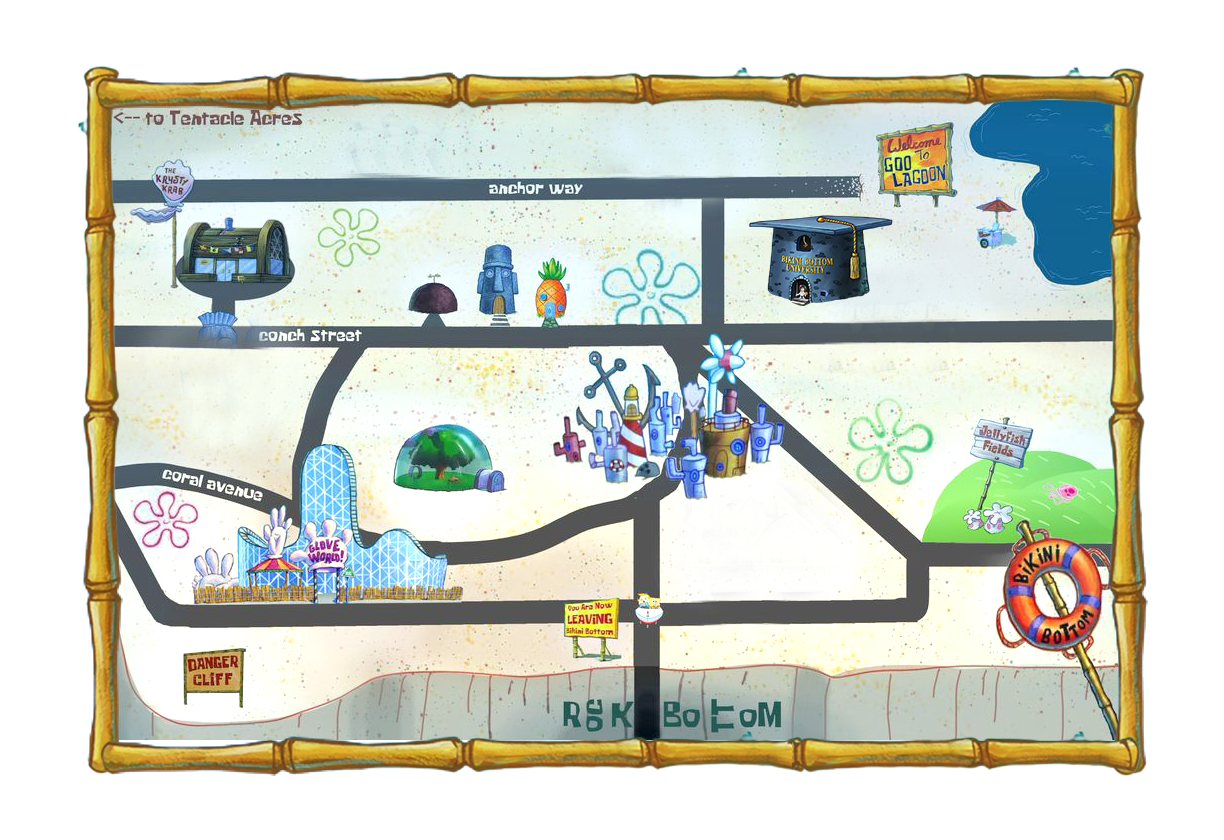 <-- to Tentacle Acres
Welcome
To
GOO
LAGOON
THE
KRUSTY
KRAB
anchor way
BIKINI BOTTOM
UNIVERSITY
conch Street
Jellyfish
Fields
coral avenue
GLOVE
WORLD!
BIKINI
BOTTOM
You Are Now
LEAVING
Bikini Bottom
DANGER
CLIFF
ROCK BOTTOM